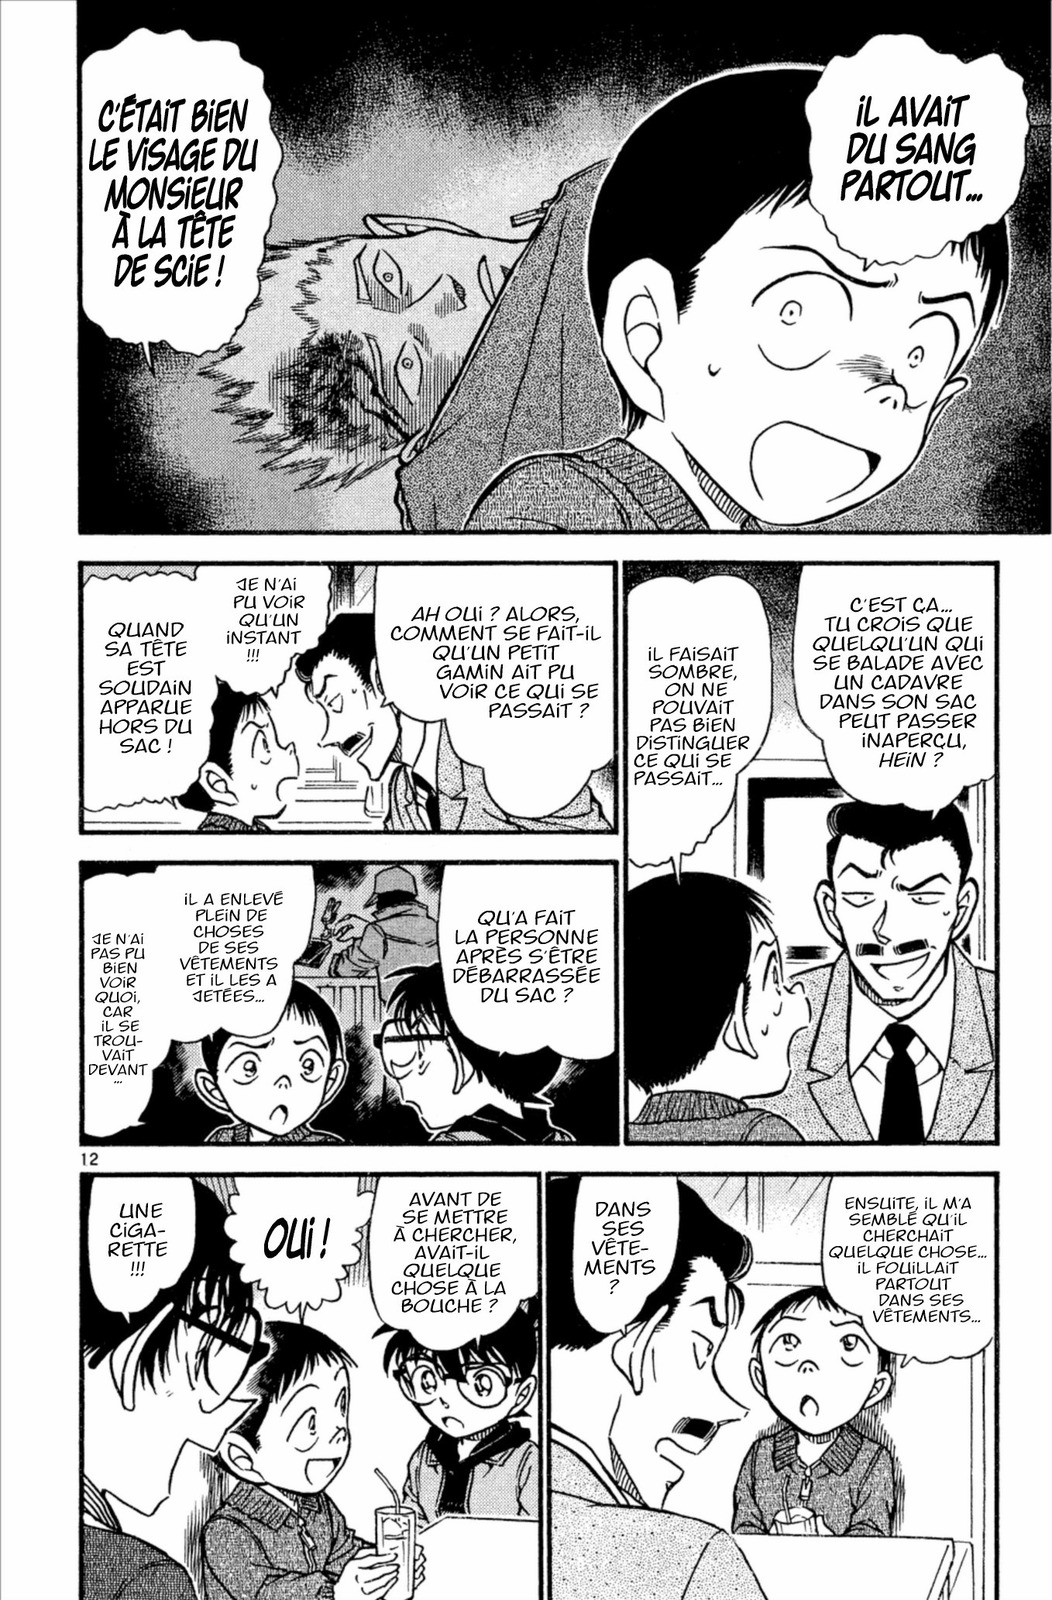 IL AVAIT
DU SANG
PARTOUT...
C'ÉTAIT BIEN
LE VISAGE DU
MONSIEUR
À LA TÊTE
DE SCIE !
C'EST ÇA...
TU CROIS QUE
QUELQU'UN QUI
SE BALADE AVEC
UN CADAVRE
DANS SON SAC
PEUT PASSER
INAPERÇU,
HEIN ?
IL FAISAIT
SOMBRE,
ON NE
POUVAIT
PAS BIEN
DISTINGUER
CE QUI SE
PASSAIT...
AH OUI ? ALORS,
COMMENT SE FAIT-IL
QU'UN PETIT
GAMIN AIT PU
VOIR CE QUI SE
PASSAIT ?
JE N'AI
PU VOIR
QU'UN
INSTANT
!!!
QUAND
SA TÊTE
EST
SOUDAIN
APPARUE
HORS DU
SAC !
QU'A FAIT
LA PERSONNE
APRÈS S'ÊTRE
DÉBARRASSÉE
DU SAC ?
IL A ENLEVÉ
PLEIN DE
CHOSES
DE SES
VÊTEMENTS
ET IL LES A
JETÉES...
JE N'AI
PAS PU
BIEN
VOIR
QUOI,
CAR
IL SE
TROU-
VAIT
DEVANT
...
12
ENSUITE, IL M'A
SEMBLÉ QU'IL
CHERCHAIT
QUELQUE CHOSE...
IL FOUILLAIT
PARTOUT
DANS SES
VÊTEMENTS...
DANS
SES
VÊTE-
MENTS
?
AVANT DE
SE METTRE
À CHERCHER,
AVAIT-IL
QUELQUE
CHOSE À LA
BOUCHE ?
OUI !
UNE
CIGA-
RETTE
!!!